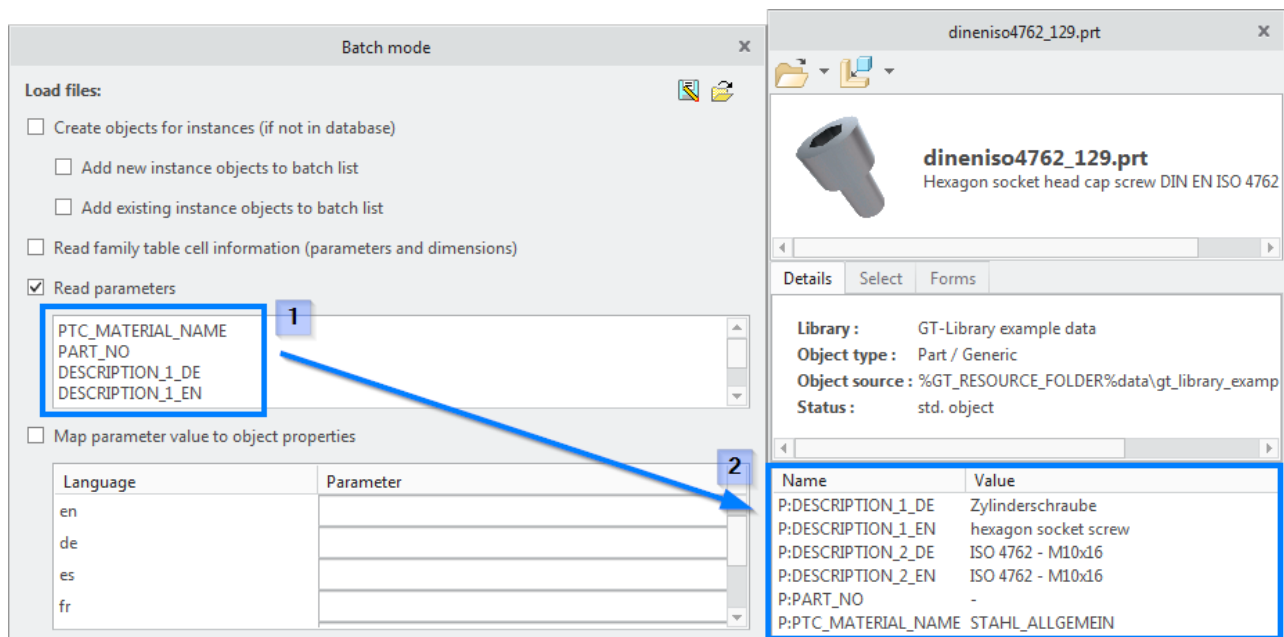 Batch mode
Load files:
Create objects for instances (if not in database)
Add new instance objects to batch list
Add existing instance objects to batch list
Read family table cell information (parameters and dimensions)
Read parameters
1
PTC_MATERIAL_NAME
PART_NO
DESCRIPTION_1_DE
DESCRIPTION_1_EN
Map parameter value to object properties
Language Parameter
en
de
es
fr
dineniso4762_129.prt
dineniso4762_129.prt
Hexagon socket head cap screw DIN EN ISO 4762
Details Select Forms
Library : GT-Library example data
Object type : Part / Generic
Object source : %GT_RESOURCE_FOLDER%data\gt_library_examp
Status : std. object
2
Name Value
P:DESCRIPTION_1_DE Zylinderschraube
P:DESCRIPTION_1_EN hexagon socket screw
P:DESCRIPTION_2_DE ISO 4762 - M10x16
P:DESCRIPTION_2_EN ISO 4762 - M10x16
P:PART_NO -
P:PTC_MATERIAL_NAME STAHL_ALLGEMEIN